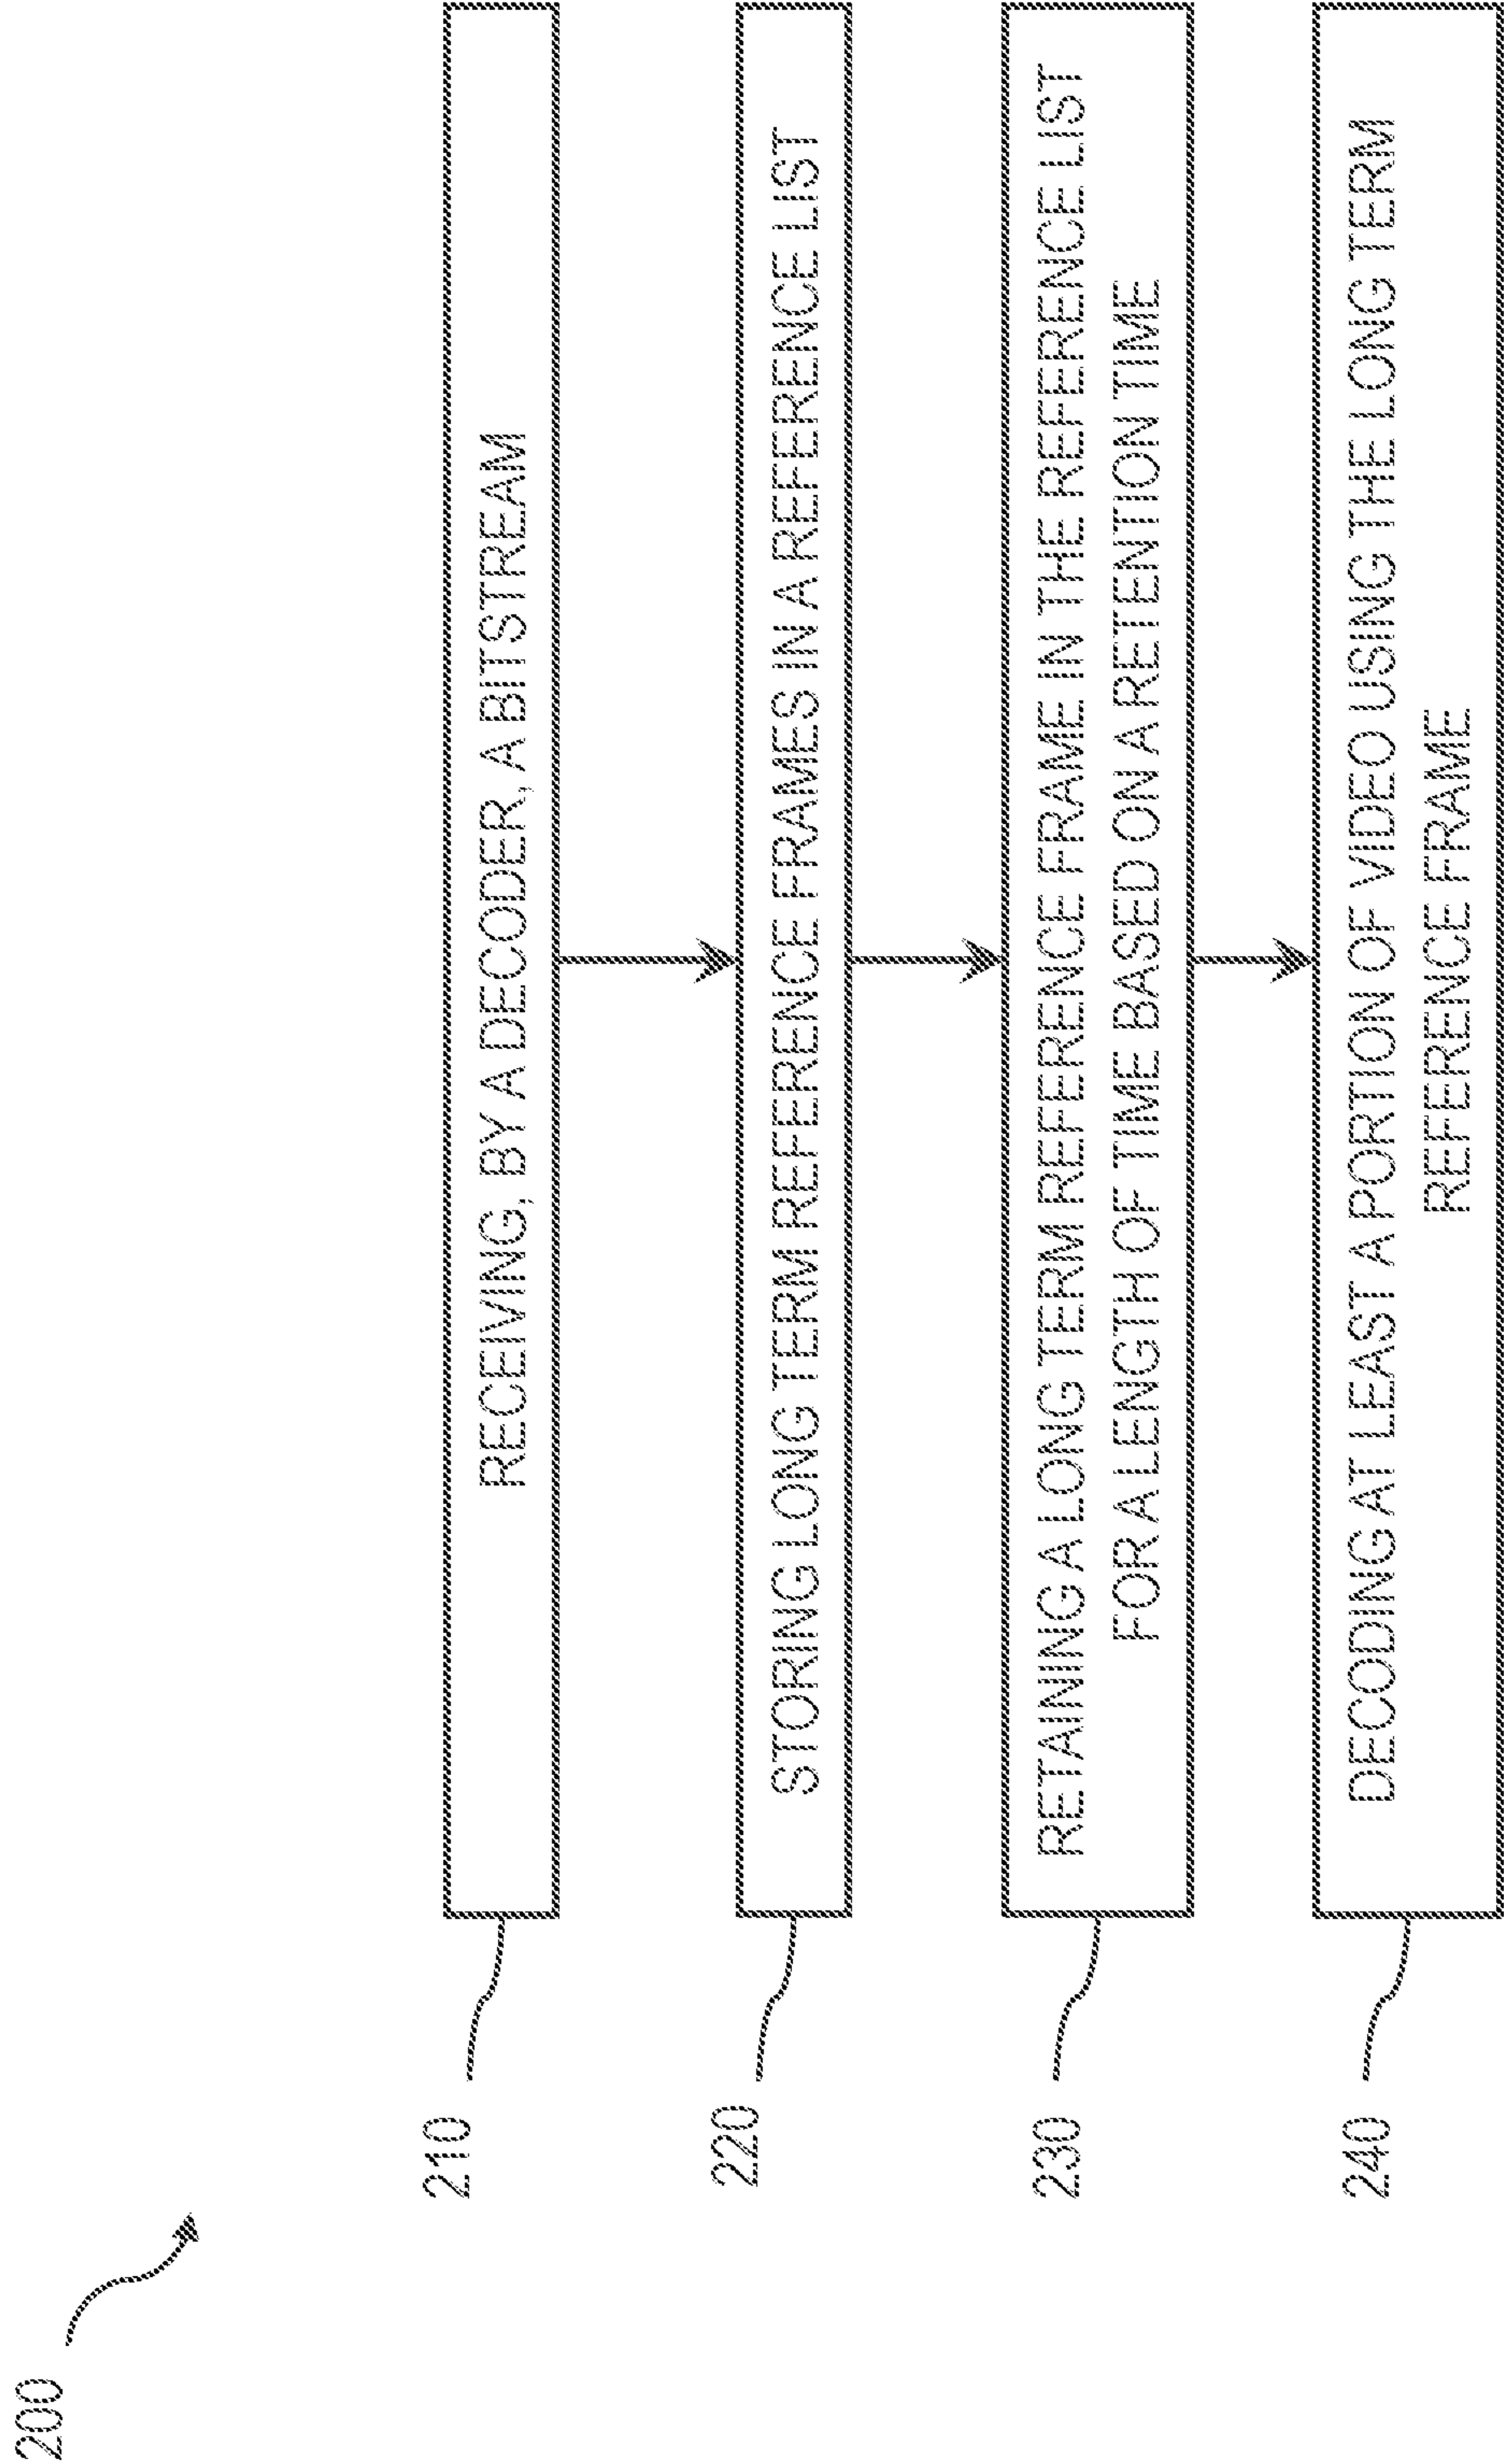 200
210
RECEIVING, BY A DECODER, A BITSTREAM
220
STORING LONG TERM REFERENCE FRAMES IN A REFERENCE LIST
230
RETAINING A LONG TERM REFERENCE FRAME IN THE REFERENCE LIST
FOR A LENGTH OF TIME BASED ON A RETENTION TIME
240
DECODING AT LEAST A PORTION OF VIDEO USING THE LONG TERM
REFERENCE FRAME